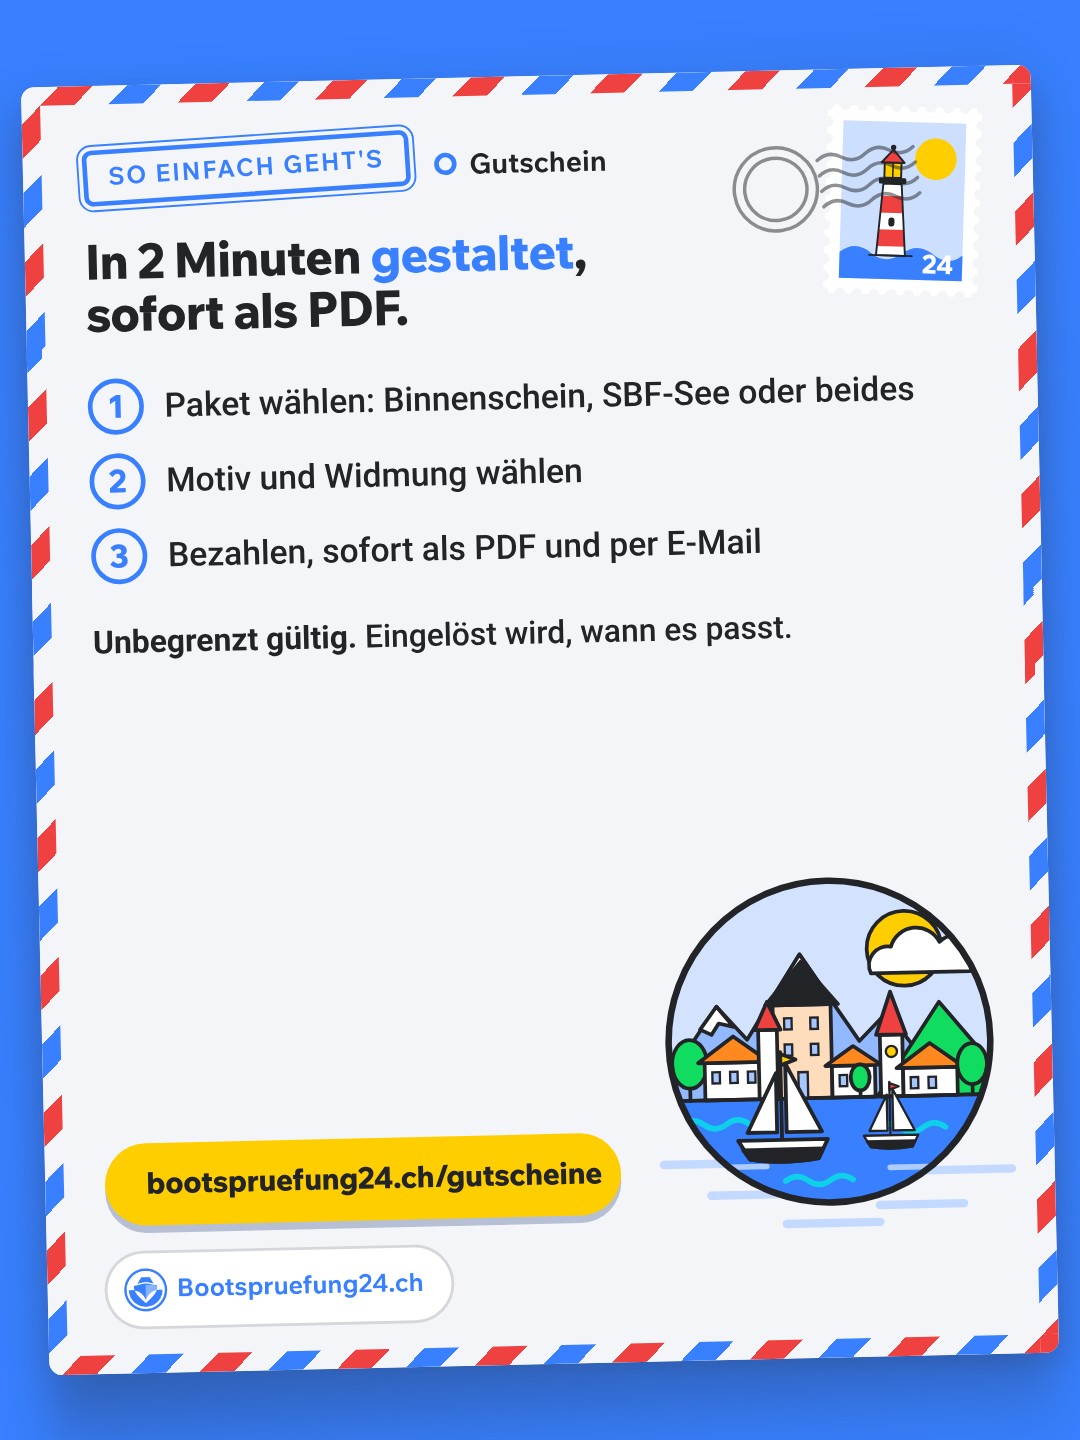 SO EINFACH GEHT'S
Gutschein
24
In 2 Minuten gestaltet,
sofort als PDF.
1 Paket wählen: Binnenschein, SBF-See oder beides
2 Motiv und Widmung wählen
3 Bezahlen, sofort als PDF und per E-Mail
Unbegrenzt gültig. Eingelöst wird, wann es passt.
bootspruefung24.ch/gutscheine
Bootspruefung24.ch